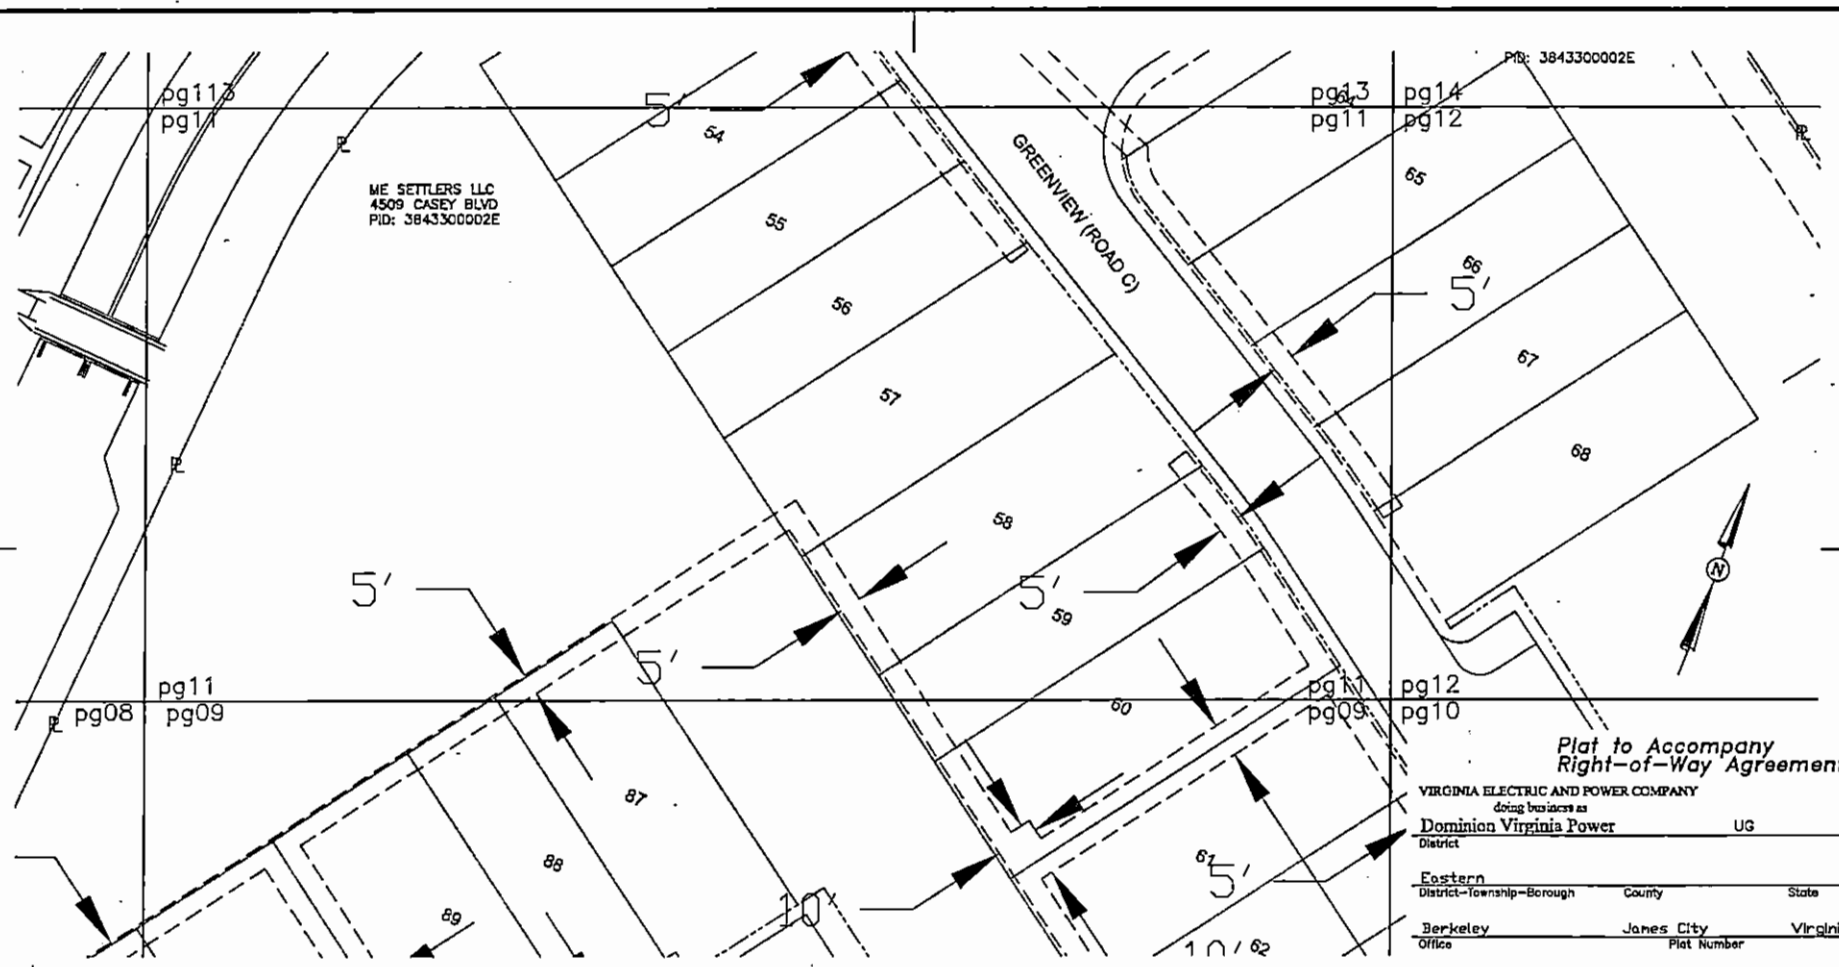 PID: 3843300002E
pg113
pg11
5'
54
pg13 pg14
pg11 pg12
GREENVIEW (ROAD C)
65
ME SETTLERS LLC
4509 CASEY BLVD
PID: 3843300002E
55
66
5'
56
67
57
68
58
5'
5'
59
N
5'
pg11
pg08 pg09
60
pg11 pg12
pg09 pg10
87
88
89
61
5'
10'
10'
62
Plat to Accompany
Right-of-Way Agreement
VIRGINIA ELECTRIC AND POWER COMPANY
doing business as
Dominion Virginia Power UG
District
Eastern
District-Township-Borough County State
Berkeley James City Virgini
Office Plat Number